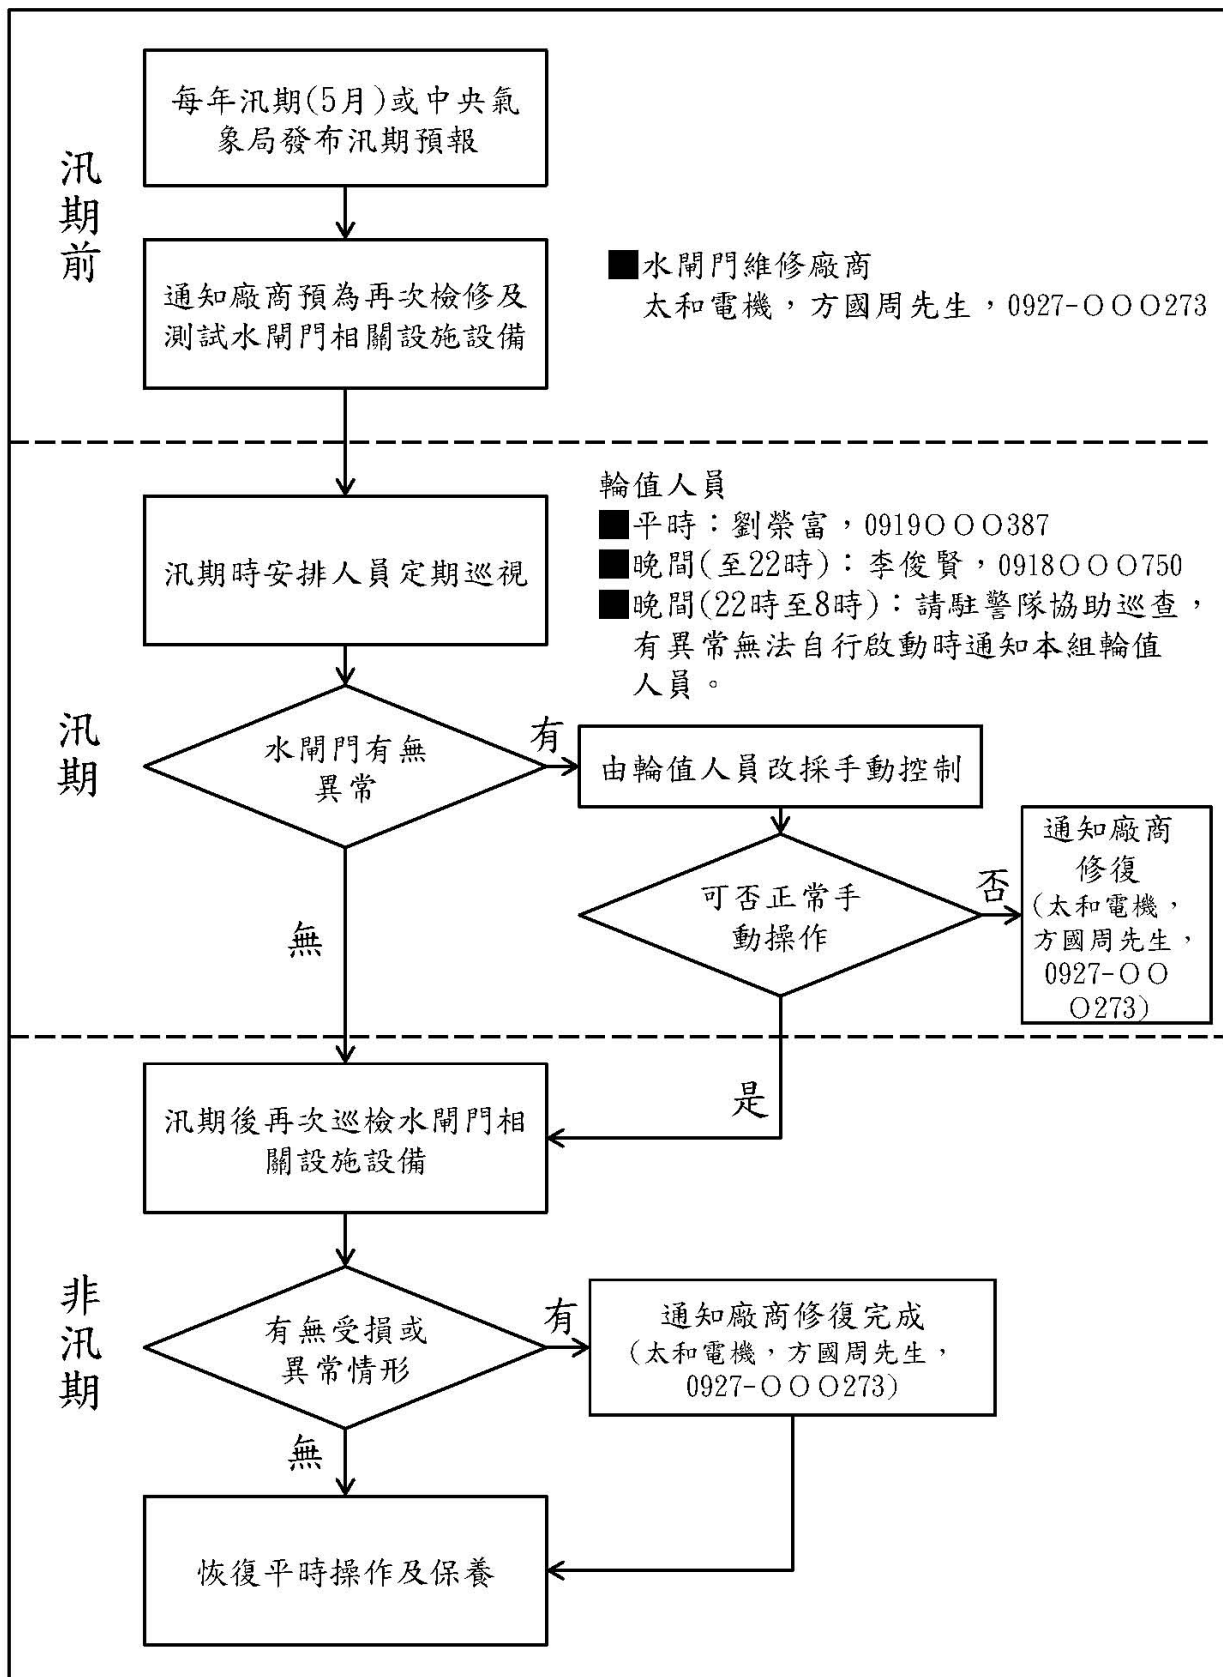 汛期前
每年汛期(5月)或中央氣
象局發布汛期預報
通知廠商預為再次檢修及
測試水閘門相關設施設備
■水閘門維修廠商
太和電機，方國周先生，0927-○○○273
汛期
汛期時安排人員定期巡視
輪值人員
■平時：劉榮富，0919○○○387
■晚間(至22時)：李俊賢，0918○○○750
■晚間(22時至8時)：請駐警隊協助巡查，
有異常無法自行啟動時通知本組輪值
人員。
水閘門有無
異常
有
由輪值人員改採手動控制
可否正常手
動操作
否
通知廠商
修復
(太和電機，
方國周先生，
0927-○○
○273)
無
是
非汛期
汛期後再次巡檢水閘門相
關設施設備
有無受損或
異常情形
有
通知廠商修復完成
(太和電機，方國周先生，
0927-○○○273)
無
恢復平時操作及保養